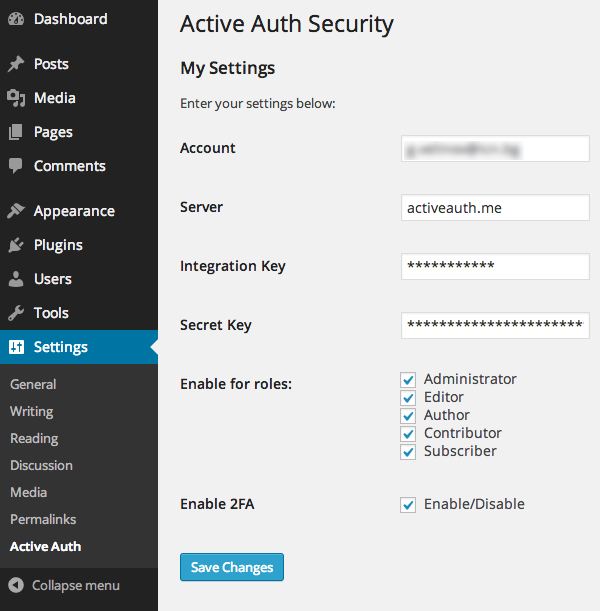 Dashboard
Posts
Media
Pages
Comments
Appearance
Plugins
Users
Tools
Settings
General
Writing
Reading
Discussion
Media
Permalinks
Active Auth
Collapse menu
Active Auth Security
My Settings
Enter your settings below:
Account
Server activeauth.me
Integration Key ***********
Secret Key **********************
Enable for roles:
Administrator
Editor
Author
Contributor
Subscriber
Enable 2FA Enable/Disable
Save Changes